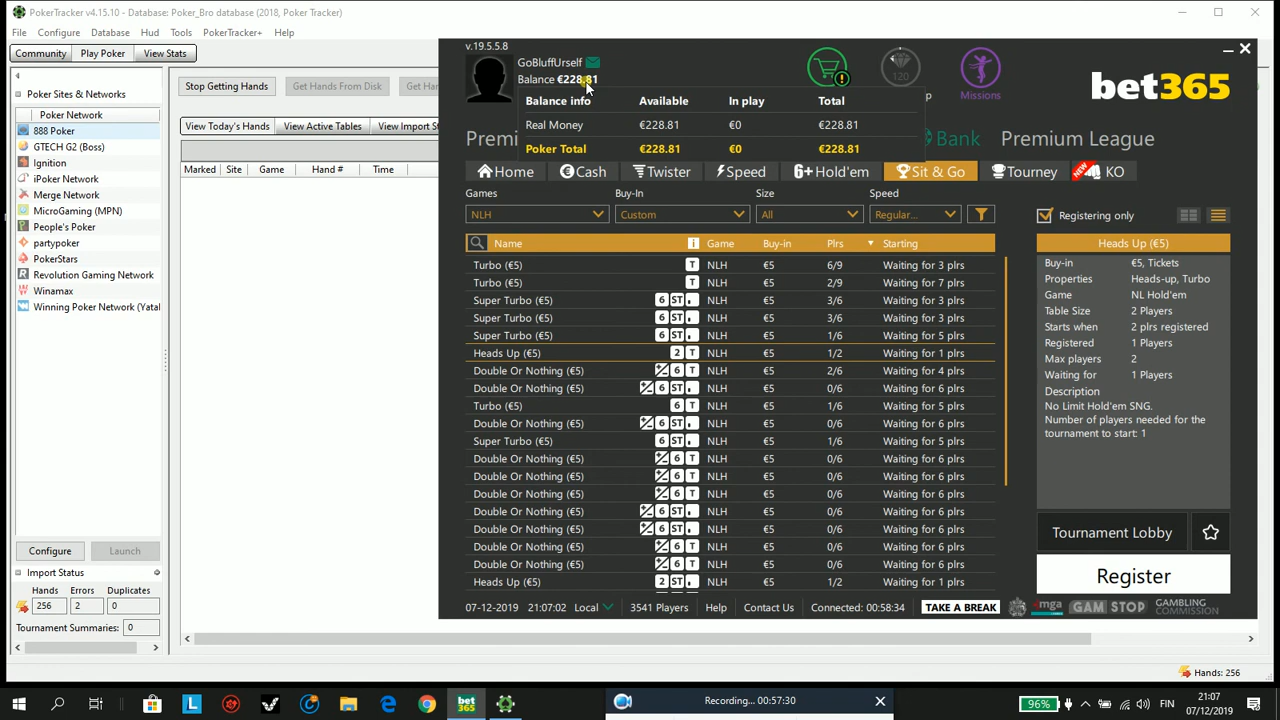 PokerTracker v4.15.10 - Database: Poker_Bro database (2018, Poker Tracker)
File Configure Database Hud Tools PokerTracker+ Help
Community Play Poker View Stats
Poker Sites & Networks
Poker Network
888 Poker
GTECH G2 (Boss)
Ignition
iPoker Network
Merge Network
MicroGaming (MPN)
People's Poker
partypoker
PokerStars
Revolution Gaming Network
Winamax
Winning Poker Network (Yatal
Configure Launch
Import Status
Hands Errors Duplicates
256 2 0
Tournament Summaries: 0
Stop Getting Hands Get Hands From Disk Get Ha
View Today's Hands View Active Tables View Import St
Marked Site Game Hand # Time
v.19.5.5.8
GoBluffUrself
Balance €228.81
120
Missions
bet365
Balance info Available In play Total
Real Money €228.81 €0 €228.81
Poker Total €228.81 €0 €228.81
Premi Bank Premium League
Home Cash Twister Speed 6+Hold'em Sit & Go Tourney NEW KO
Games Buy-In Size Speed
NLH Custom All Regular... Registering only
Name i Game Buy-in Plrs Starting
Turbo (€5) T NLH €5 6/9 Waiting for 3 plrs
Turbo (€5) T NLH €5 2/9 Waiting for 7 plrs
Super Turbo (€5) 6 ST NLH €5 3/6 Waiting for 3 plrs
Super Turbo (€5) 6 ST NLH €5 3/6 Waiting for 3 plrs
Super Turbo (€5) 6 ST NLH €5 1/6 Waiting for 5 plrs
Heads Up (€5) 2 T NLH €5 1/2 Waiting for 1 plrs
Double Or Nothing (€5) 6 T NLH €5 2/6 Waiting for 4 plrs
Double Or Nothing (€5) 6 ST NLH €5 0/6 Waiting for 6 plrs
Turbo (€5) 6 T NLH €5 1/6 Waiting for 5 plrs
Double Or Nothing (€5) 6 ST NLH €5 0/6 Waiting for 6 plrs
Super Turbo (€5) 6 ST NLH €5 1/6 Waiting for 5 plrs
Double Or Nothing (€5) 6 T NLH €5 0/6 Waiting for 6 plrs
Double Or Nothing (€5) 6 T NLH €5 0/6 Waiting for 6 plrs
Double Or Nothing (€5) 6 T NLH €5 0/6 Waiting for 6 plrs
Double Or Nothing (€5) 6 ST NLH €5 0/6 Waiting for 6 plrs
Double Or Nothing (€5) 6 ST NLH €5 0/6 Waiting for 6 plrs
Double Or Nothing (€5) 6 T NLH €5 0/6 Waiting for 6 plrs
Double Or Nothing (€5) 6 T NLH €5 0/6 Waiting for 6 plrs
Heads Up (€5) 2 ST NLH €5 1/2 Waiting for 1 plrs
Heads Up (€5)
Buy-in €5, Tickets
Properties Heads-up, Turbo
Game NL Hold'em
Table Size 2 Players
Starts when 2 plrs registered
Registered 1 Players
Max players 2
Waiting for 1 Players
Description
No Limit Hold'em SNG.
Number of players needed for the
tournament to start: 1
Tournament Lobby
Register
07-12-2019 21:07:02 Local 3541 Players Help Contact Us Connected: 00:58:34 TAKE A BREAK mga GAM STOP GAMBLING COMMISSION
Hands: 256
L bet365 Recording... 00:57:30 96% FIN 21:07
07/12/2019